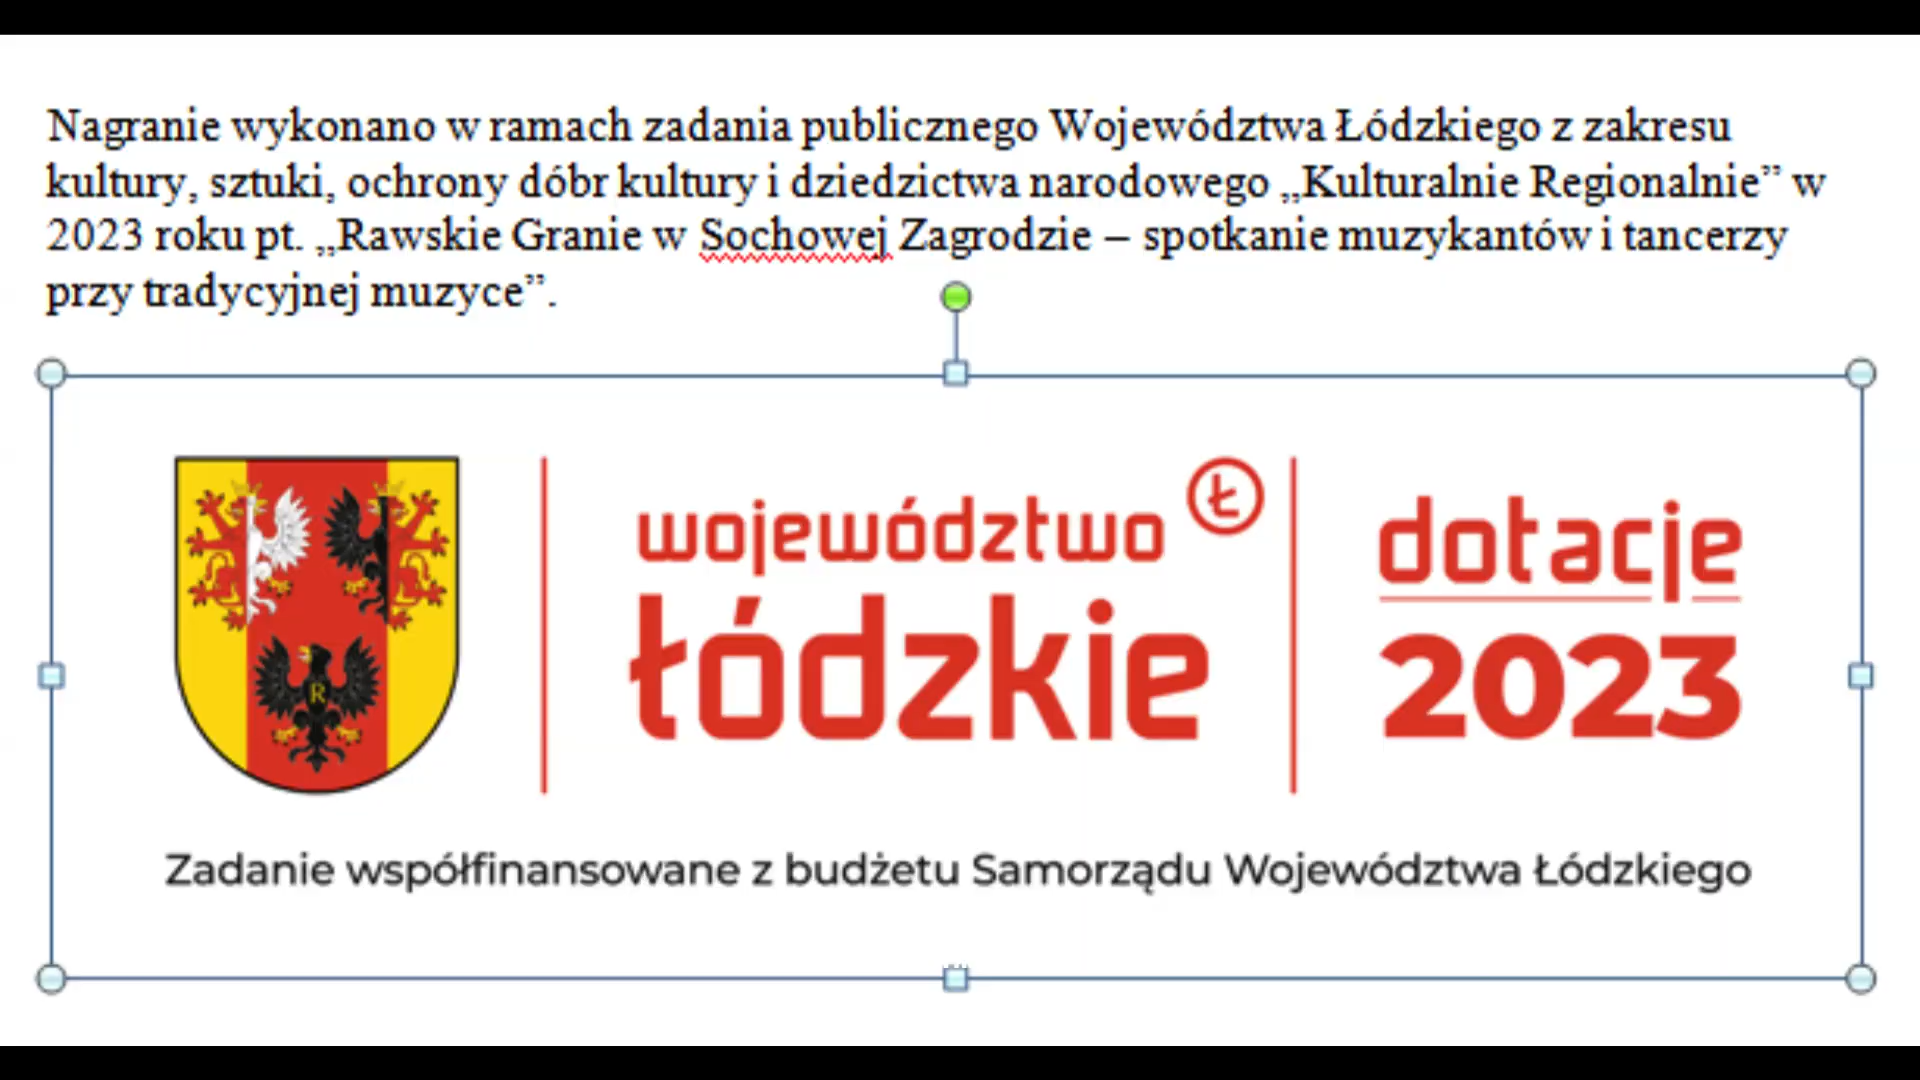 Nagranie wykonano w ramach zadania publicznego Województwa Łódzkiego z zakresu
kultury, sztuki, ochrony dóbr kultury i dziedzictwa narodowego „Kulturalnie Regionalnie” w
2023 roku pt. „Rawskie Granie w Sochowej Zagrodzie – spotkanie muzykantów i tancerzy
przy tradycyjnej muzyce”.
województwo Ł
łódzkie
dotacje
2023
R
Zadanie współfinansowane z budżetu Samorządu Województwa Łódzkiego